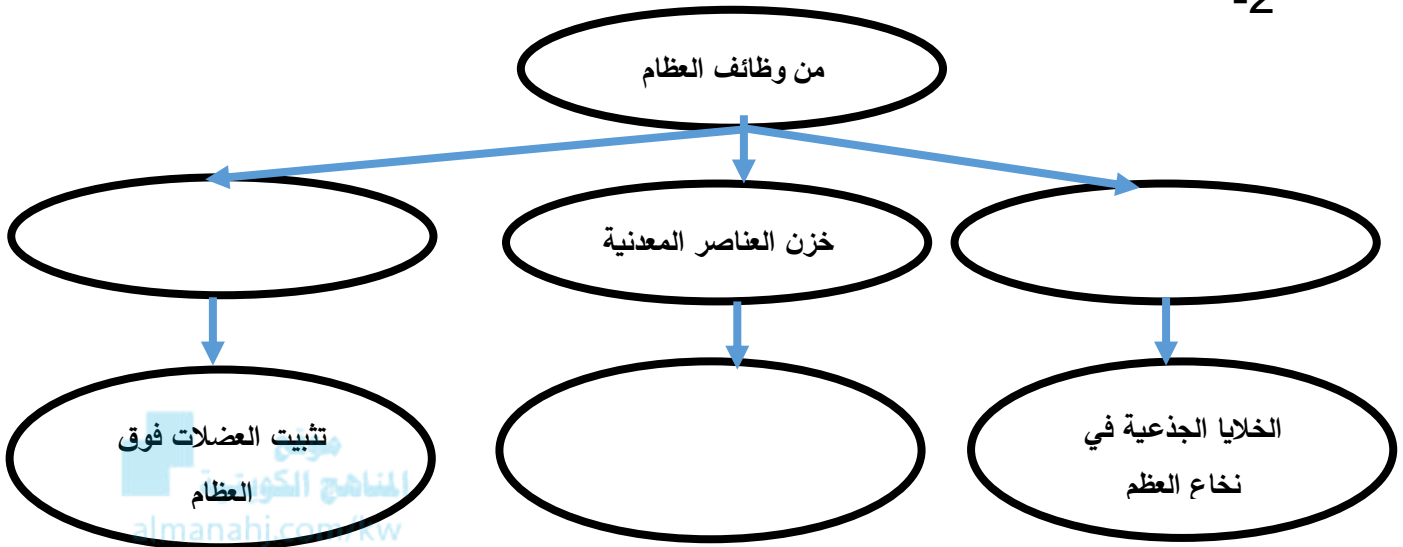 -2
من وظائف العظام
خزن العناصر المعدنية
الخلايا الجذعية في
نخاع العظم
تثبيت العضلات فوق
العظام
موقع
المناهج الكويتية
almanahj.com/kw